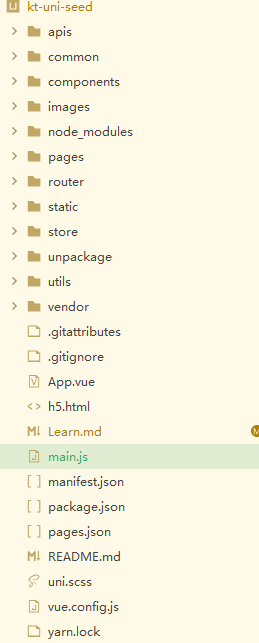 kt-uni-seed
apis
common
components
images
node_modules
pages
router
static
store
unpackage
utils
vendor
.gitattributes
.gitignore
App.vue
h5.html
Learn.md
main.js
manifest.json
package.json
pages.json
README.md
uni.scss
vue.config.js
yarn.lock